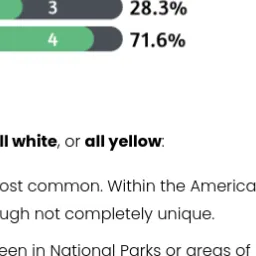 3 28.3%
4 71.6%
ll white, or all yellow:
ost common. Within the America
ugh not completely unique.
een in National Parks or areas of